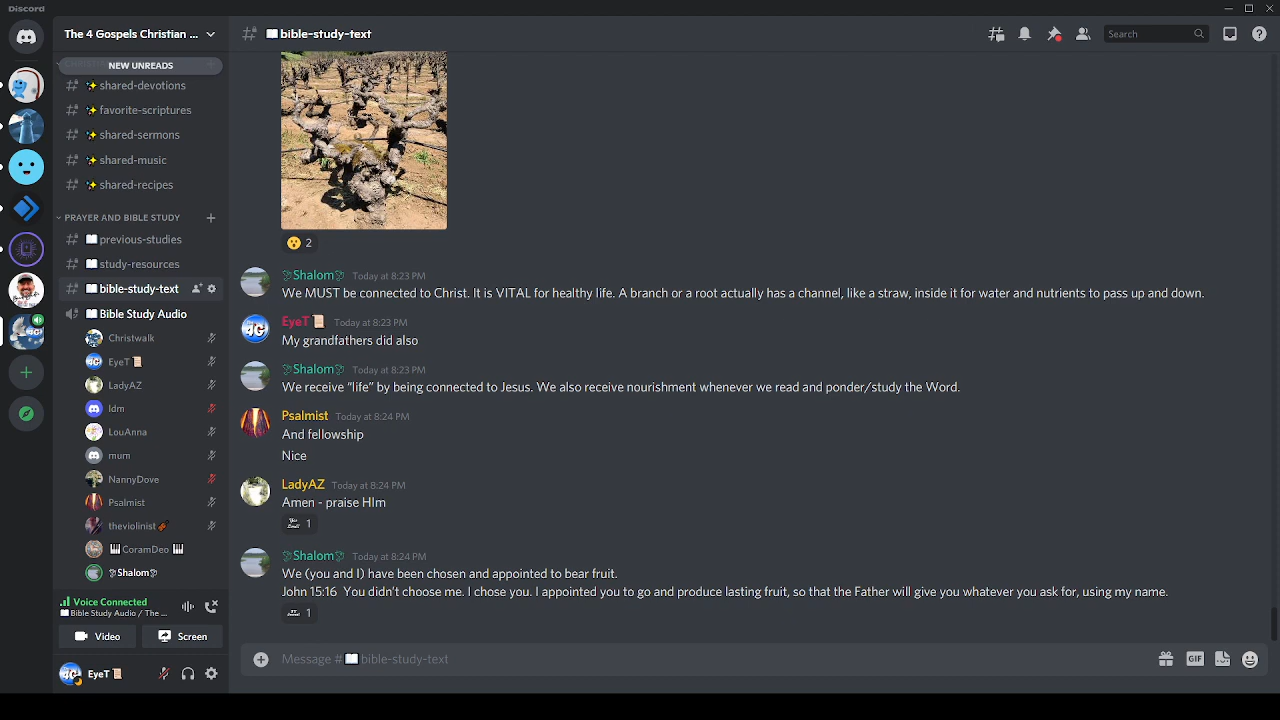 Discord
The 4 Gospels Christian ...
bible-study-text
Search
NEW UNREADS
shared-devotions
favorite-scriptures
shared-sermons
shared-music
shared-recipes
PRAYER AND BIBLE STUDY
previous-studies
study-resources
bible-study-text
Bible Study Audio
Christwalk
EyeT
LadyAZ
ldm
LouAnna
mum
NannyDove
Psalmist
theviolinist
CoramDeo
Shalom
Voice Connected
Bible Study Audio / The ...
Video
Screen
EyeT
2
Shalom Today at 8:23 PM
We MUST be connected to Christ. It is VITAL for healthy life. A branch or a root actually has a channel, like a straw, inside it for water and nutrients to pass up and down.
4G
EyeT Today at 8:23 PM
My grandfathers did also
Shalom Today at 8:23 PM
We receive "life" by being connected to Jesus. We also receive nourishment whenever we read and ponder/study the Word.
Psalmist Today at 8:24 PM
And fellowship
Nice
LadyAZ Today at 8:24 PM
Amen - praise HIm
1
Shalom Today at 8:24 PM
We (you and I) have been chosen and appointed to bear fruit.
John 15:16 You didn't choose me. I chose you. I appointed you to go and produce lasting fruit, so that the Father will give you whatever you ask for, using my name.
1
Message # bible-study-text
GIF